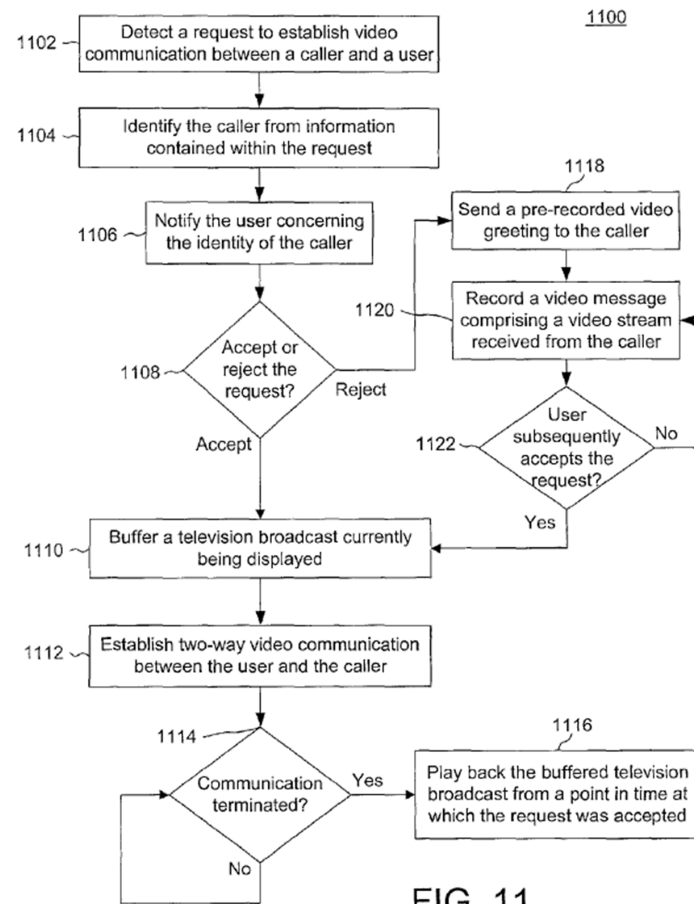 1100
1102
Detect a request to establish video
communication between a caller and a user
1104
Identify the caller from information
contained within the request
1106
Notify the user concerning
the identity of the caller
1108
Accept or
reject the
request?
Reject
Accept
1118
Send a pre-recorded video
greeting to the caller
1120
Record a video message
comprising a video stream
received from the caller
1122
User
subsequently
accepts the
request?
No
Yes
1110
Buffer a television broadcast currently
being displayed
1112
Establish two-way video communication
between the user and the caller
1114
Communication
terminated?
Yes
No
1116
Play back the buffered television
broadcast from a point in time at
which the request was accepted
FIG. 11